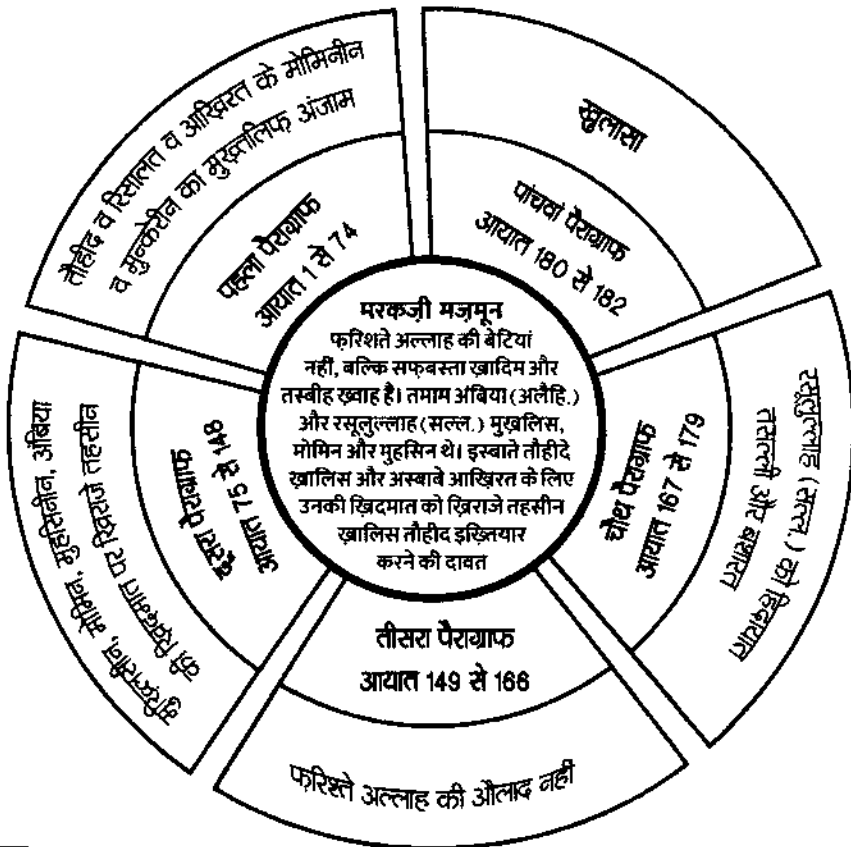 तौहीद व रिसालत व आख़िरत के मोमिनीन
व मुन्केरीन का मुख़्तलिफ़ अंजाम
पहला पैराग्राफ
आयात 1 से 74
मुख़्लिसीन, मोमिन, मुहसिनीन, अंबिया
की ख़िदमात पर ख़िराजे तहसीन
दूसरा पैराग्राफ
आयात 75 से 148
फ़रिश्ते अल्लाह की औलाद नहीं
तीसरा पैराग्राफ
आयात 149 से 166
रसूलुल्लाह (सल्ल.) को हिदायात
तसल्ली और बशारत
चौथ पैराग्राफ
आयात 167 से 179
ख़ुलासा
पांचवां पैराग्राफ
आयात 180 से 182
मरकज़ी मज़मून
फ़रिशते अल्लाह की बेटियां
नहीं, बल्कि सफ़बस्ता ख़ादिम और
तस्बीह ख़्वाह है। तमाम अंबिया (अलैहि.)
और रसूलुल्लाह (सल्ल.) मुख़लिस,
मोमिन और मुहसिन थे। इस्बाते तौहीदे
ख़ालिस और अस्बाबे आख़िरत के लिए
उनकी ख़िदमात को ख़िराजे तहसीन
ख़ालिस तौहीद इख़्तियार
करने की दावत